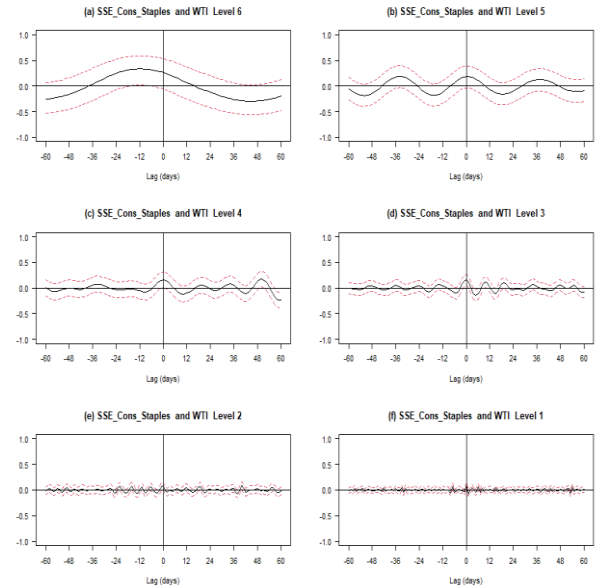 (a) SSE_Cons_Staples and WTI Level 6
1.0
0.5
0.0
-0.5
-1.0
-60 -48 -36 -24 -12 0 12 24 36 48 60
Lag (days)
(b) SSE_Cons_Staples and WTI Level 5
1.0
0.5
0.0
-0.5
-1.0
-60 -48 -36 -24 -12 0 12 24 36 48 60
Lag (days)
(c) SSE_Cons_Staples and WTI Level 4
1.0
0.5
0.0
-0.5
-1.0
-60 -48 -36 -24 -12 0 12 24 36 48 60
Lag (days)
(d) SSE_Cons_Staples and WTI Level 3
1.0
0.5
0.0
-0.5
-1.0
-60 -48 -36 -24 -12 0 12 24 36 48 60
Lag (days)
(e) SSE_Cons_Staples and WTI Level 2
1.0
0.5
0.0
-0.5
-1.0
-60 -48 -36 -24 -12 0 12 24 36 48 60
Lag (days)
(f) SSE_Cons_Staples and WTI Level 1
1.0
0.5
0.0
-0.5
-1.0
-60 -48 -36 -24 -12 0 12 24 36 48 60
Lag (days)